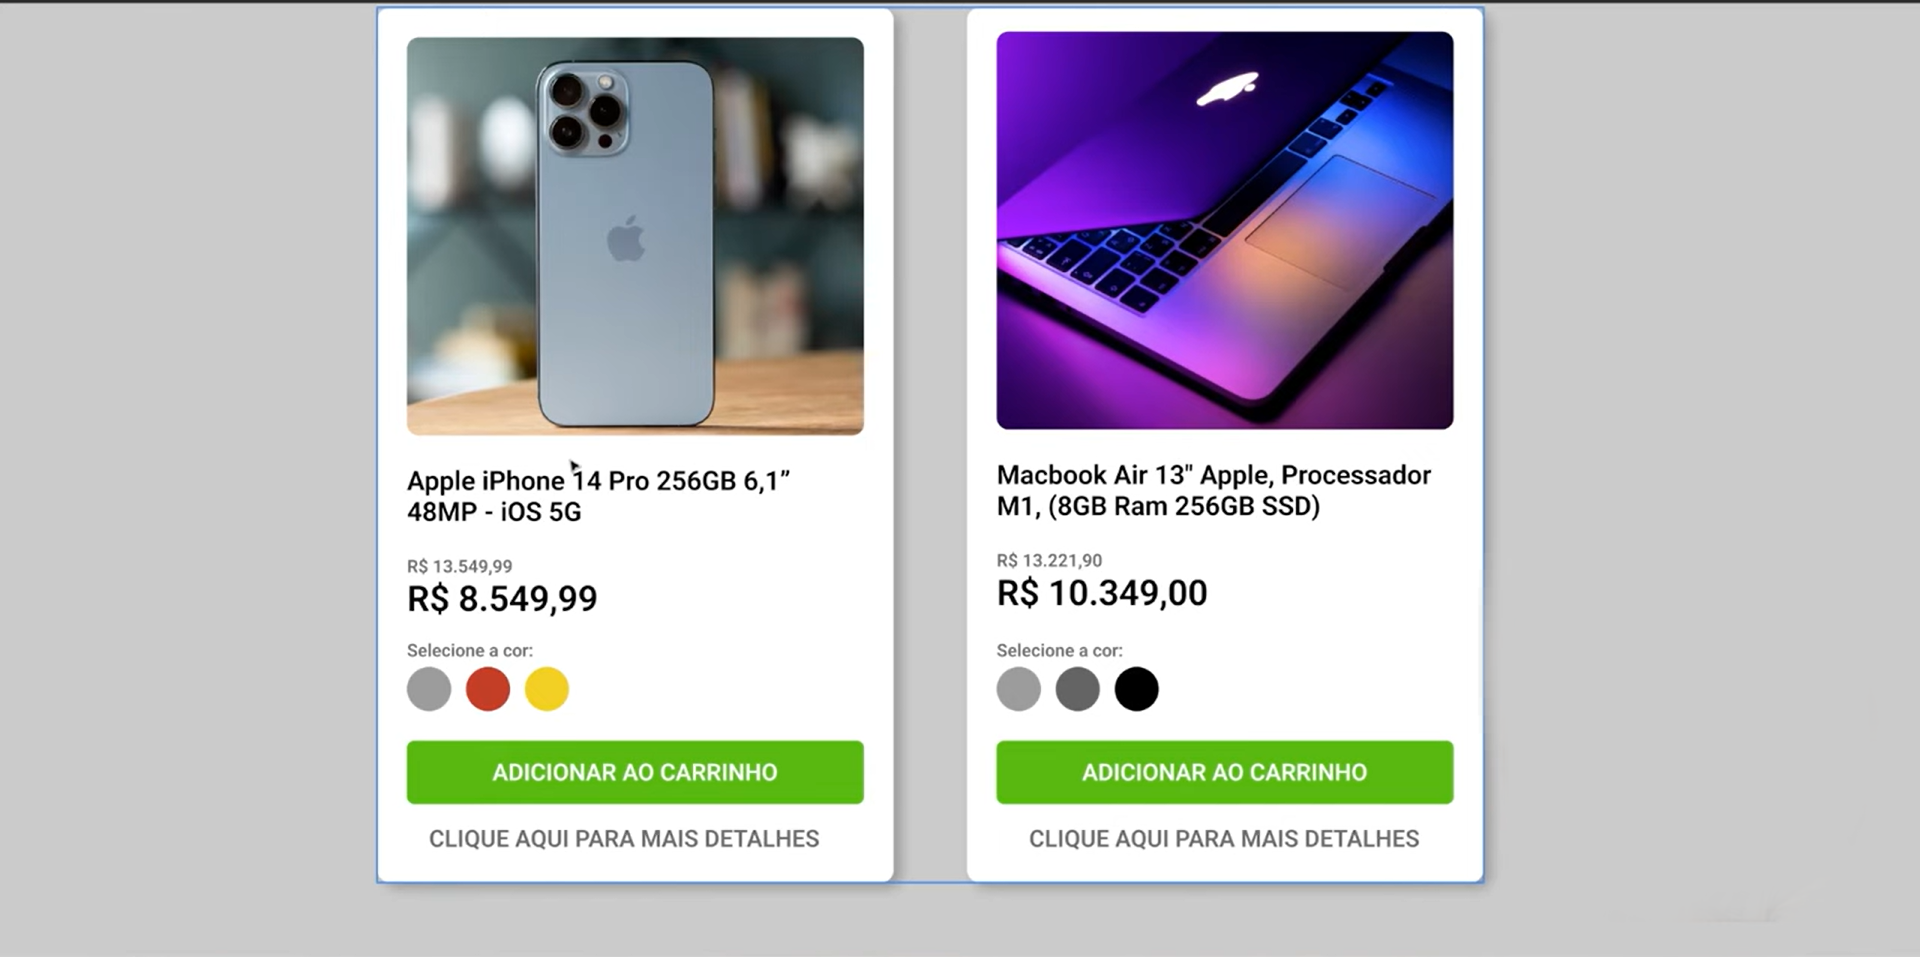 Apple iPhone 14 Pro 256GB 6,1”
48MP - iOS 5G
R$ 13.549,99
R$ 8.549,99
Selecione a cor:
ADICIONAR AO CARRINHO
CLIQUE AQUI PARA MAIS DETALHES
Macbook Air 13" Apple, Processador
M1, (8GB Ram 256GB SSD)
R$ 13.221,90
R$ 10.349,00
Selecione a cor:
ADICIONAR AO CARRINHO
CLIQUE AQUI PARA MAIS DETALHES